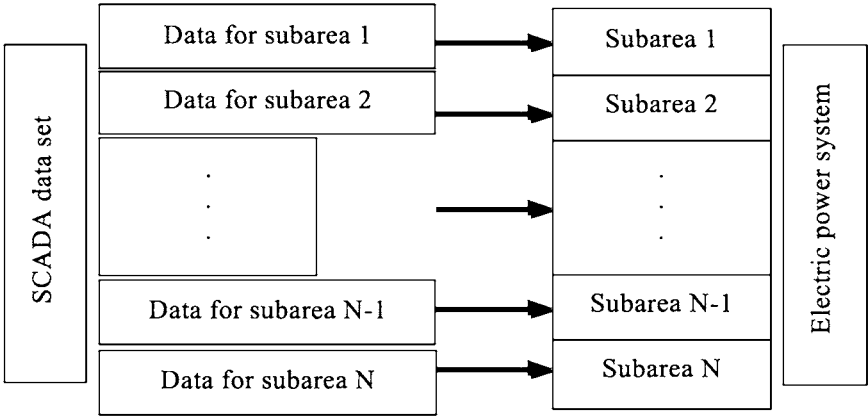 SCADA data set
Data for subarea 1
Data for subarea 2
.
.
.
Data for subarea N-1
Data for subarea N
Subarea 1
Subarea 2
.
.
.
Subarea N-1
Subarea N
Electric power system